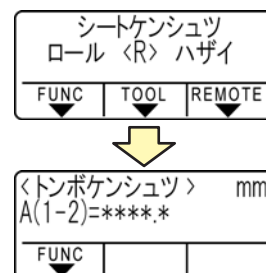 シートケンシュツ
ロール <R> ハザイ
FUNC TOOL REMOTE
<トンボケンシュツ> mm
A(1-2)=****.*
FUNC